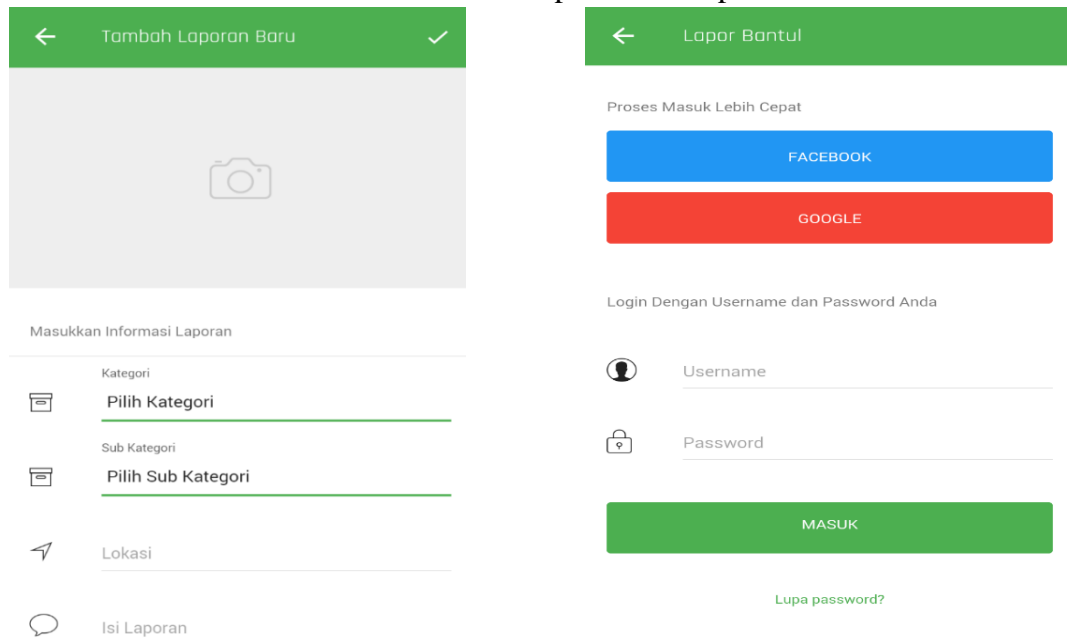 Tambah Laporan Baru
Masukkan Informasi Laporan
Kategori
Pilih Kategori
Sub Kategori
Pilih Sub Kategori
Lokasi
Isi Laporan
Lapor Bantul
Proses Masuk Lebih Cepat
FACEBOOK
GOOGLE
Login Dengan Username dan Password Anda
Username
Password
MASUK
Lupa password?